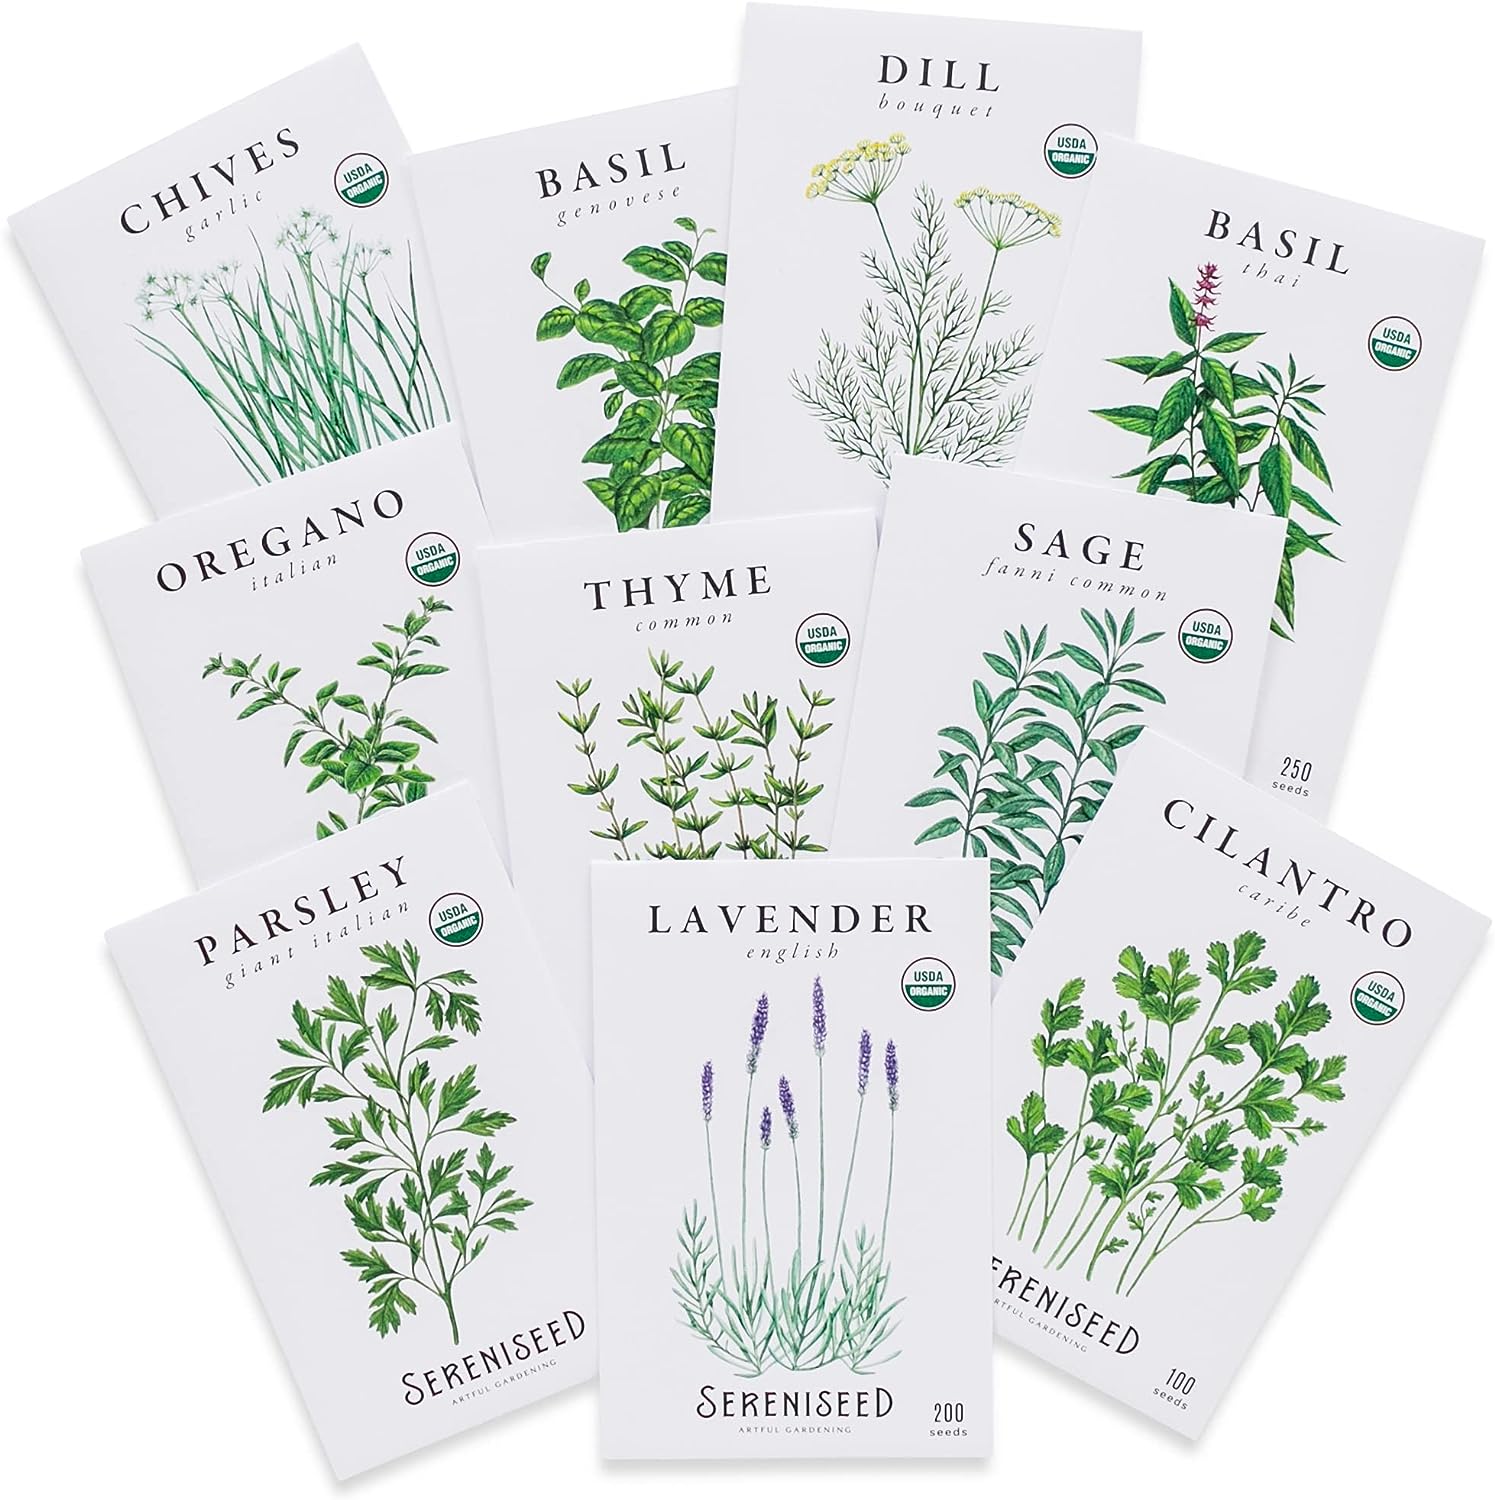 CHIVES
garlic
USDA
ORGANIC
BASIL
genovese
DILL
bouquet
USDA
ORGANIC
BASIL
thai
USDA
ORGANIC
250
seeds
OREGANO
italian
USDA
ORGANIC
THYME
common
USDA
ORGANIC
SAGE
fanni common
USDA
ORGANIC
PARSLEY
giant italian
USDA
ORGANIC
SERENISEED
ARTFUL GARDENING
LAVENDER
english
USDA
ORGANIC
SERENISEED
ARTFUL GARDENING
200
seeds
CILANTRO
caribe
USDA
ORGANIC
ERENISEED
ARTFUL GARDENING
100
seeds